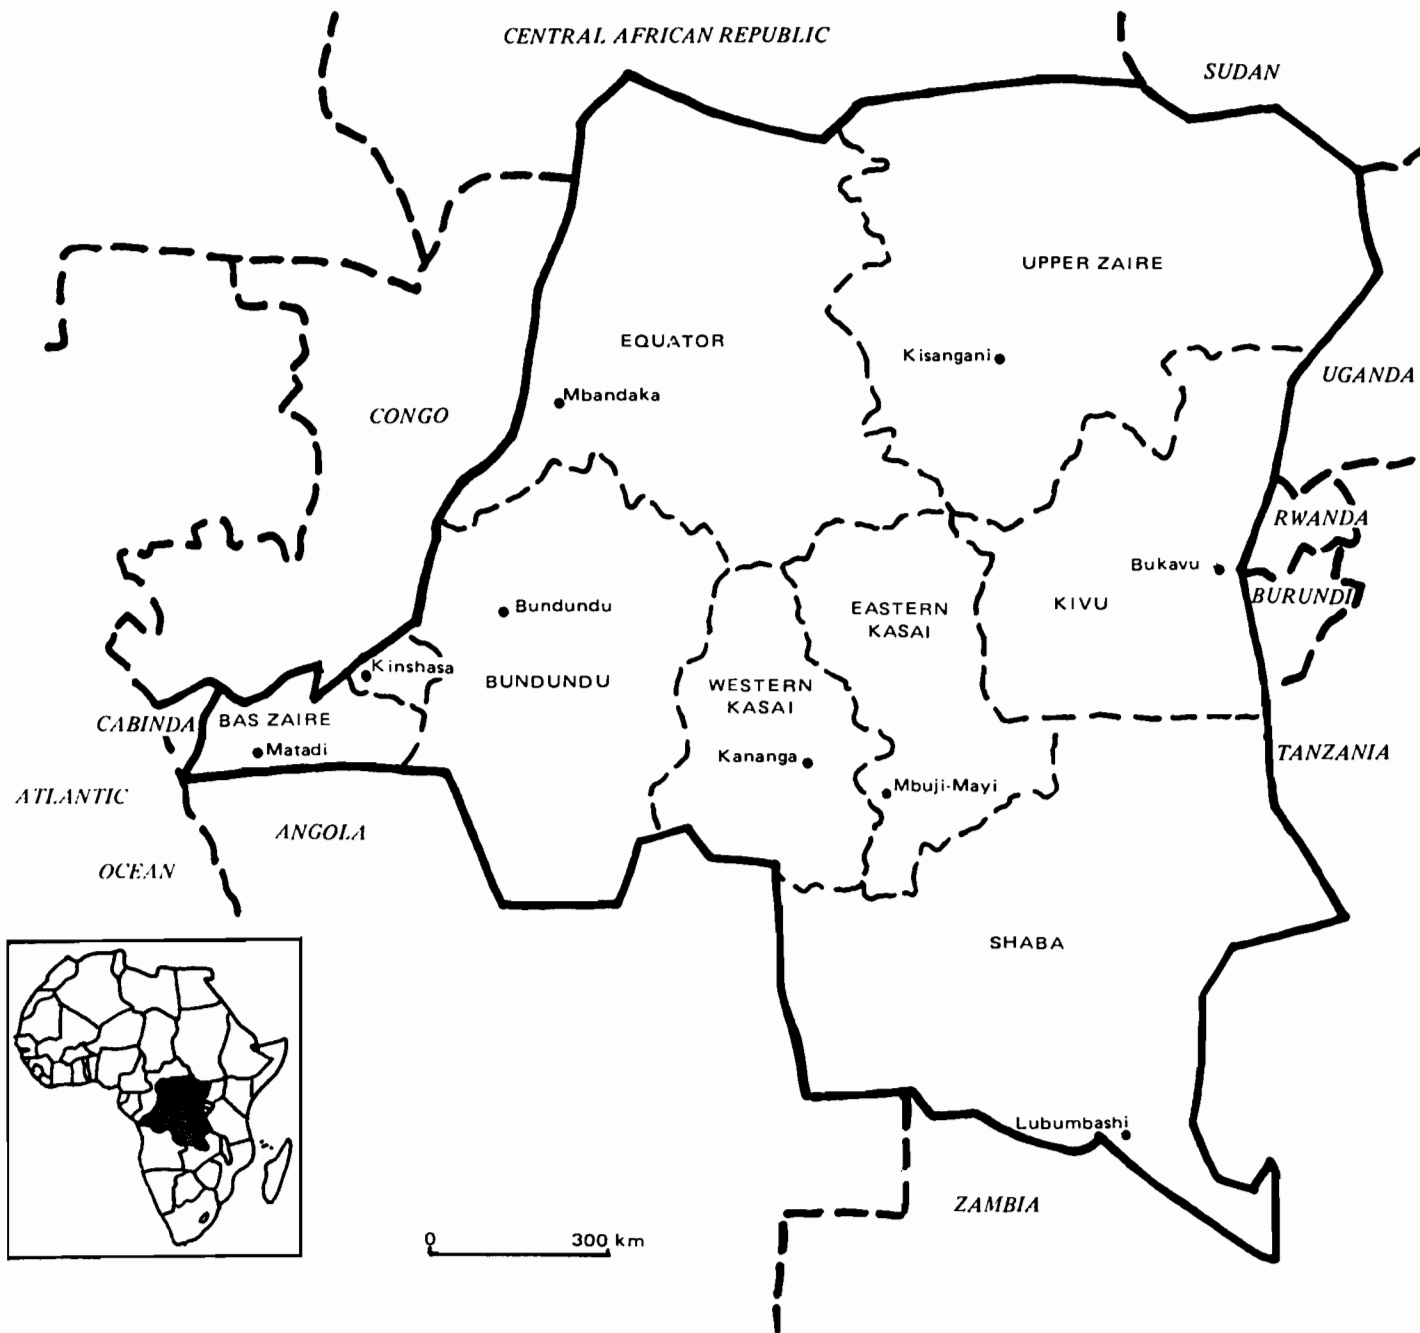 CENTRAL AFRICAN REPUBLIC
SUDAN
UPPER ZAIRE
EQUATOR
Kisangani
UGANDA
Mbandaka
CONGO
RWANDA
Bukavu
BURUNDI
KIVU
EASTERN
KASAI
Bundundu
Kinshasa
BUNDUNDU
WESTERN
KASAI
CABINDA
BAS ZAIRE
Matadi
Kananga
TANZANIA
Mbuji-Mayi
ATLANTIC
OCEAN
ANGOLA
SHABA
Lubumbashi
ZAMBIA
0
300 km